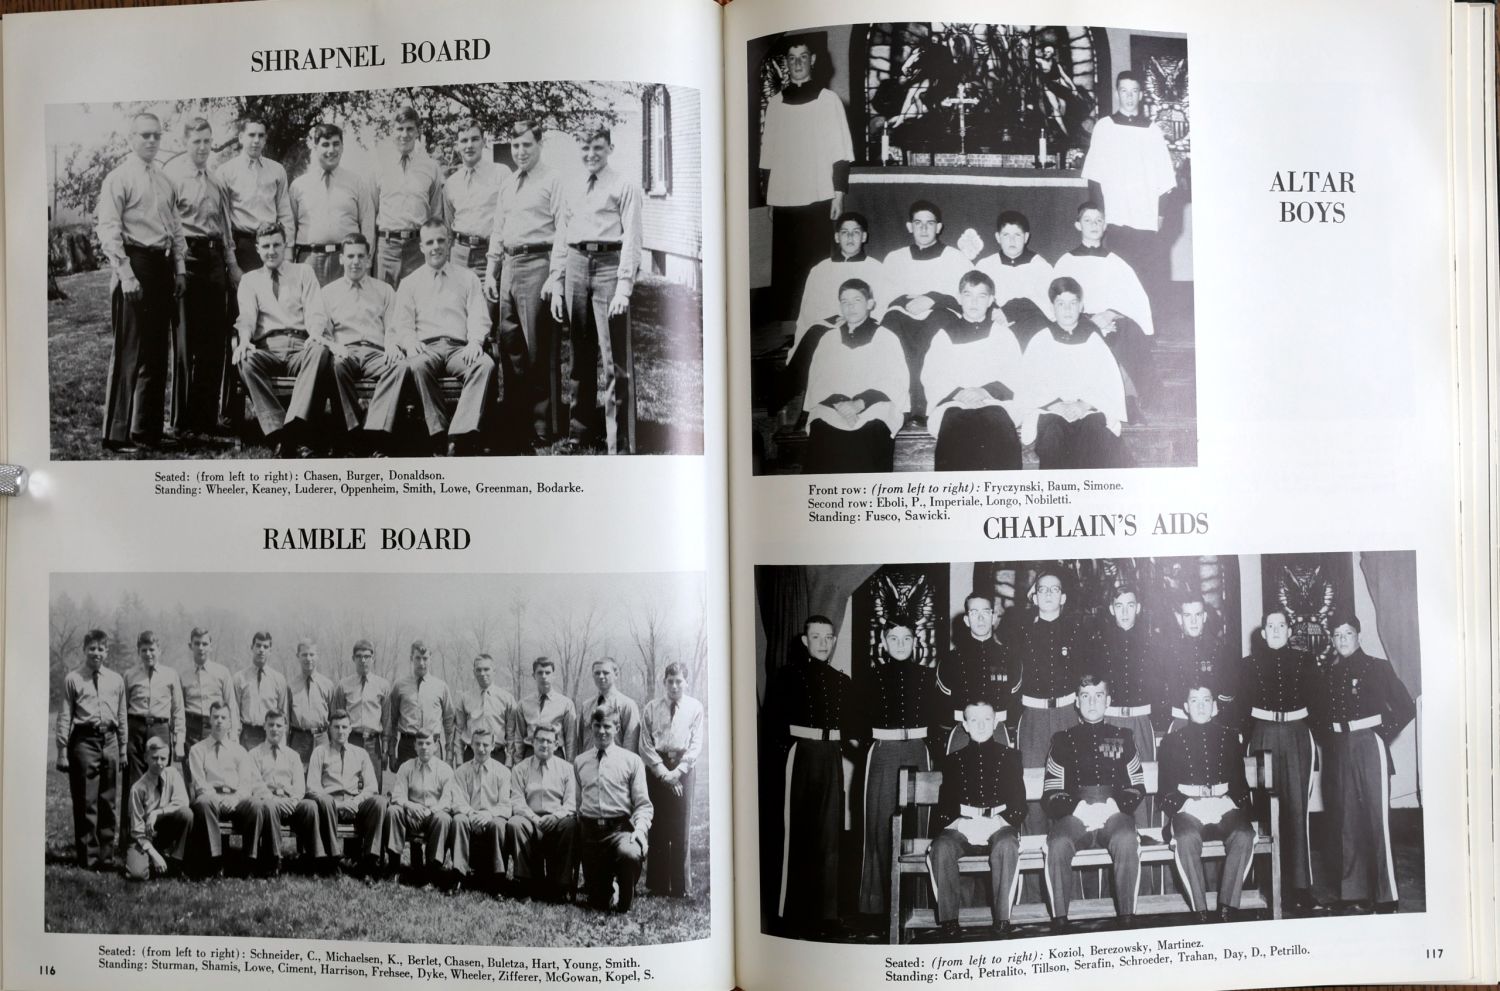 SHRAPNEL BOARD
Seated: (from left to right): Chasen, Burger, Donaldson.
Standing: Wheeler, Keaney, Luderer, Oppenheim, Smith, Lowe, Greenman, Bodarke.
RAMBLE BOARD
Seated: (from left to right): Schneider, C., Michaelsen, K., Berlet, Chasen, Buletza, Hart, Young, Smith.
Standing: Sturman, Shamis, Lowe, Ciment, Harrison, Frehsee, Dyke, Wheeler, Zifferer, McGowan, Kopel, S.
116
ALTAR
BOYS
Front row: (from left to right): Fryczynski, Baum, Simone.
Second row: Eboli, P., Imperiale, Longo, Nobiletti.
Standing: Fusco, Sawicki.
CHAPLAIN'S AIDS
Seated: (from left to right): Koziol, Berezowsky, Martinez.
Standing: Card, Petralito, Tillson, Serafin, Schroeder, Trahan, Day, D., Petrillo.
117